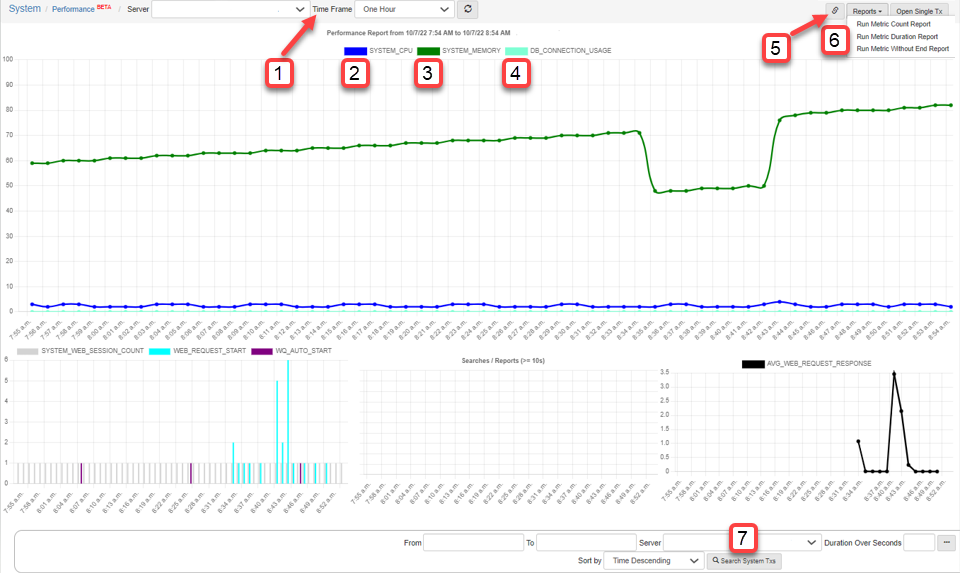 System / Performance BETA / Server Time Frame One Hour Reports Open Single Tx
Run Metric Count Report
Run Metric Duration Report
Run Metric Without End Report
Performance Report from 10/7/22 7:54 AM to 10/7/22 8:54 AM
SYSTEM_CPU SYSTEM_MEMORY DB_CONNECTION_USAGE
1 2 3 4 5 6
100
90
80
70
60
50
40
30
20
10
0
7:55 a.m. 7:56 a.m. 7:57 a.m. 7:58 a.m. 7:59 a.m. 8:00 a.m. 8:01 a.m. 8:02 a.m. 8:03 a.m. 8:04 a.m. 8:05 a.m. 8:06 a.m. 8:07 a.m. 8:08 a.m. 8:09 a.m. 8:10 a.m. 8:11 a.m. 8:12 a.m. 8:13 a.m. 8:14 a.m. 8:15 a.m. 8:16 a.m. 8:17 a.m. 8:18 a.m. 8:19 a.m. 8:20 a.m. 8:21 a.m. 8:22 a.m. 8:23 a.m. 8:24 a.m. 8:25 a.m. 8:26 a.m. 8:27 a.m. 8:28 a.m. 8:29 a.m. 8:30 a.m. 8:31 a.m. 8:32 a.m. 8:33 a.m. 8:34 a.m. 8:35 a.m. 8:36 a.m. 8:37 a.m. 8:38 a.m. 8:39 a.m. 8:40 a.m. 8:41 a.m. 8:42 a.m. 8:43 a.m. 8:44 a.m. 8:45 a.m. 8:46 a.m. 8:48 a.m. 8:49 a.m. 8:50 a.m. 8:51 a.m. 8:52 a.m. 8:53 a.m. 8:54 a.m.
SYSTEM_WEB_SESSION_COUNT WEB_REQUEST_START WQ_AUTO_START
6
5
4
3
2
1
0
7:55 a.m. 7:58 a.m. 8:01 a.m. 8:04 a.m. 8:07 a.m. 8:10 a.m. 8:13 a.m. 8:16 a.m. 8:19 a.m. 8:22 a.m. 8:25 a.m. 8:28 a.m. 8:31 a.m. 8:34 a.m. 8:37 a.m. 8:40 a.m. 8:43 a.m. 8:46 a.m. 8:49 a.m. 8:52 a.m.
Searches / Reports (>= 10s)
7:55 a.m. 7:58 a.m. 8:01 a.m. 8:04 a.m. 8:07 a.m. 8:10 a.m. 8:13 a.m. 8:16 a.m. 8:19 a.m. 8:22 a.m. 8:25 a.m. 8:28 a.m. 8:31 a.m. 8:34 a.m. 8:37 a.m. 8:40 a.m. 8:43 a.m. 8:46 a.m. 8:49 a.m. 8:52 a.m.
AVG_WEB_REQUEST_RESPONSE
3.5
3.0
2.5
2.0
1.5
1.0
0.5
0
7:55 a.m. 7:58 a.m. 8:01 a.m. 8:04 a.m. 8:07 a.m. 8:10 a.m. 8:13 a.m. 8:16 a.m. 8:19 a.m. 8:22 a.m. 8:25 a.m. 8:28 a.m. 8:31 a.m. 8:34 a.m. 8:37 a.m. 8:40 a.m. 8:43 a.m. 8:46 a.m. 8:49 a.m. 8:52 a.m.
7
From To Server Duration Over Seconds ...
Sort by Time Descending Search System Txs